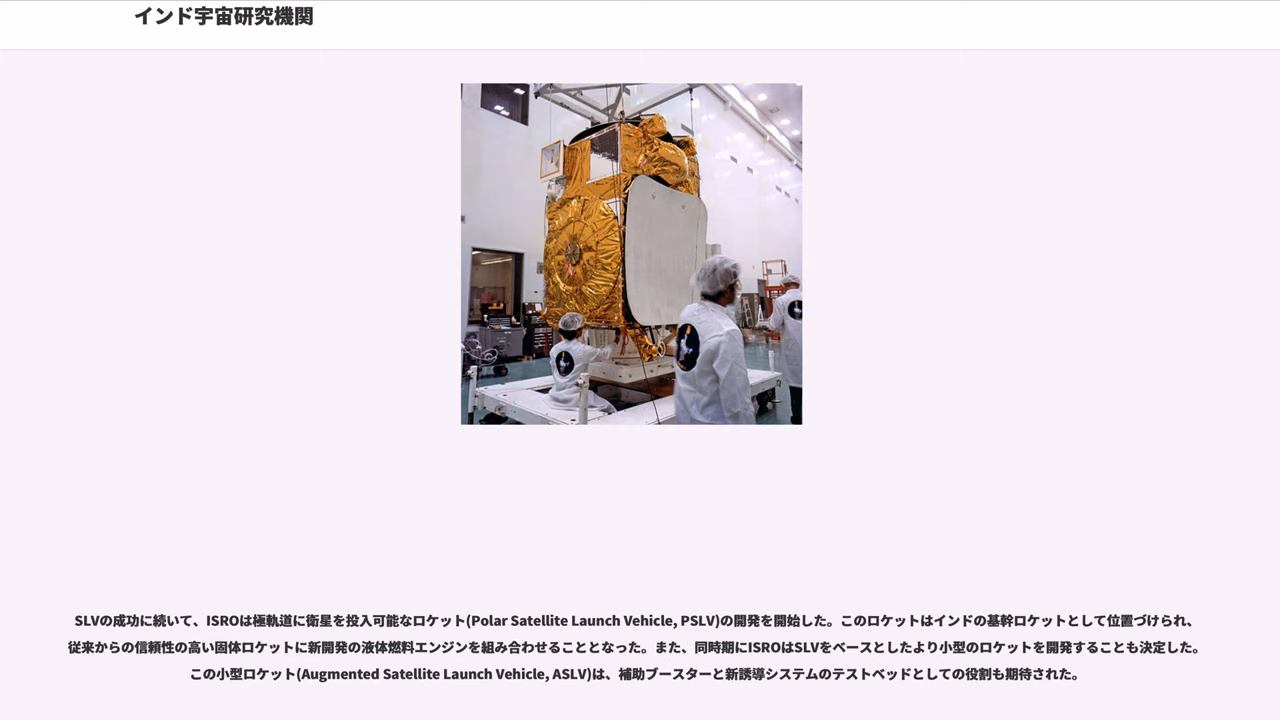 インド宇宙研究機関
SLVの成功に続いて、ISROは極軌道に衛星を投入可能なロケット(Polar Satellite Launch Vehicle, PSLV)の開発を開始した。このロケットはインドの基幹ロケットとして位置づけられ、
従来からの信頼性の高い固体ロケットに新開発の液体燃料エンジンを組み合わせることとなった。また、同時期にISROはSLVをベースとしたより小型のロケットを開発することも決定した。
この小型ロケット(Augmented Satellite Launch Vehicle, ASLV)は、補助ブースターと新誘導システムのテストベッドとしての役割も期待された。